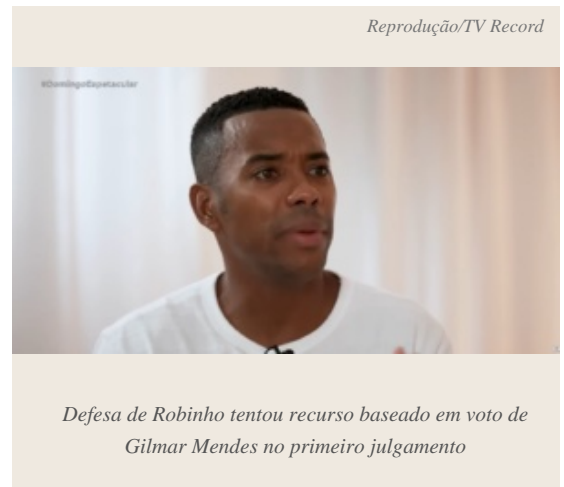 Reprodução/TV Record
#DomingoEspetacular
Defesa de Robinho tentou recurso baseado em voto de
Gilmar Mendes no primeiro julgamento